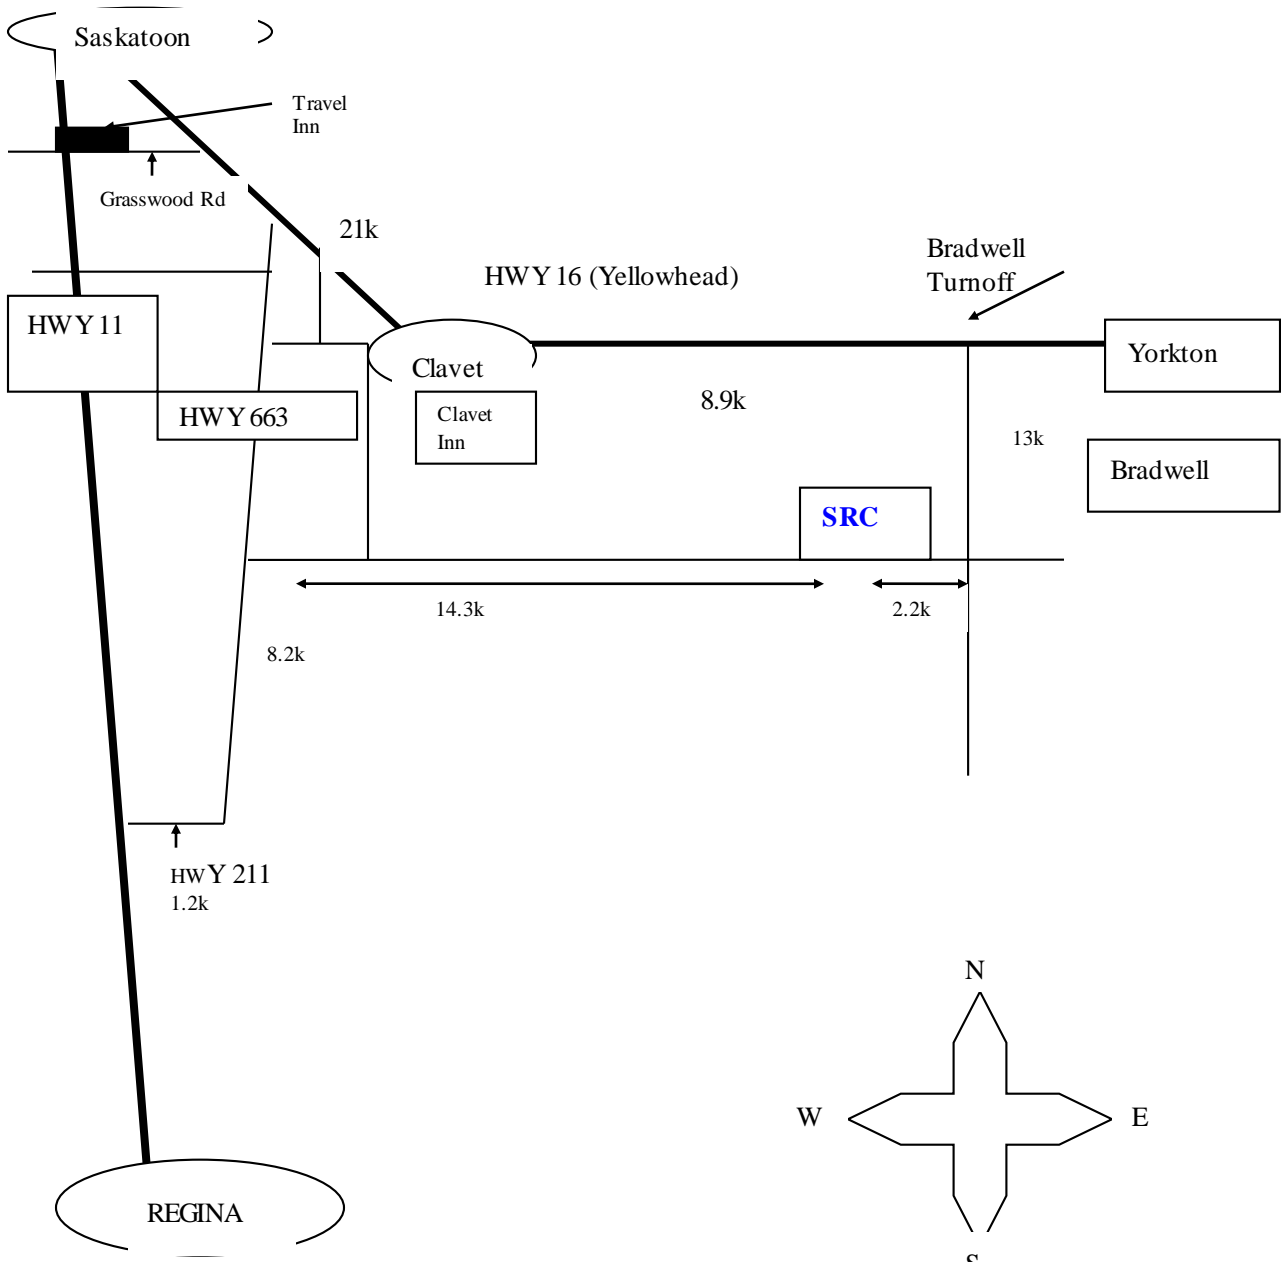 Saskatoon
Travel
Inn
Grasswood Rd
21k
Bradwell
Turnoff
HWY 16 (Yellowhead)
HWY 11
Yorkton
Clavet
HWY 663
Clavet
Inn
8.9k
13k
Bradwell
SRC
14.3k
2.2k
8.2k
HWY 211
1.2k
N
W
E
REGINA
S